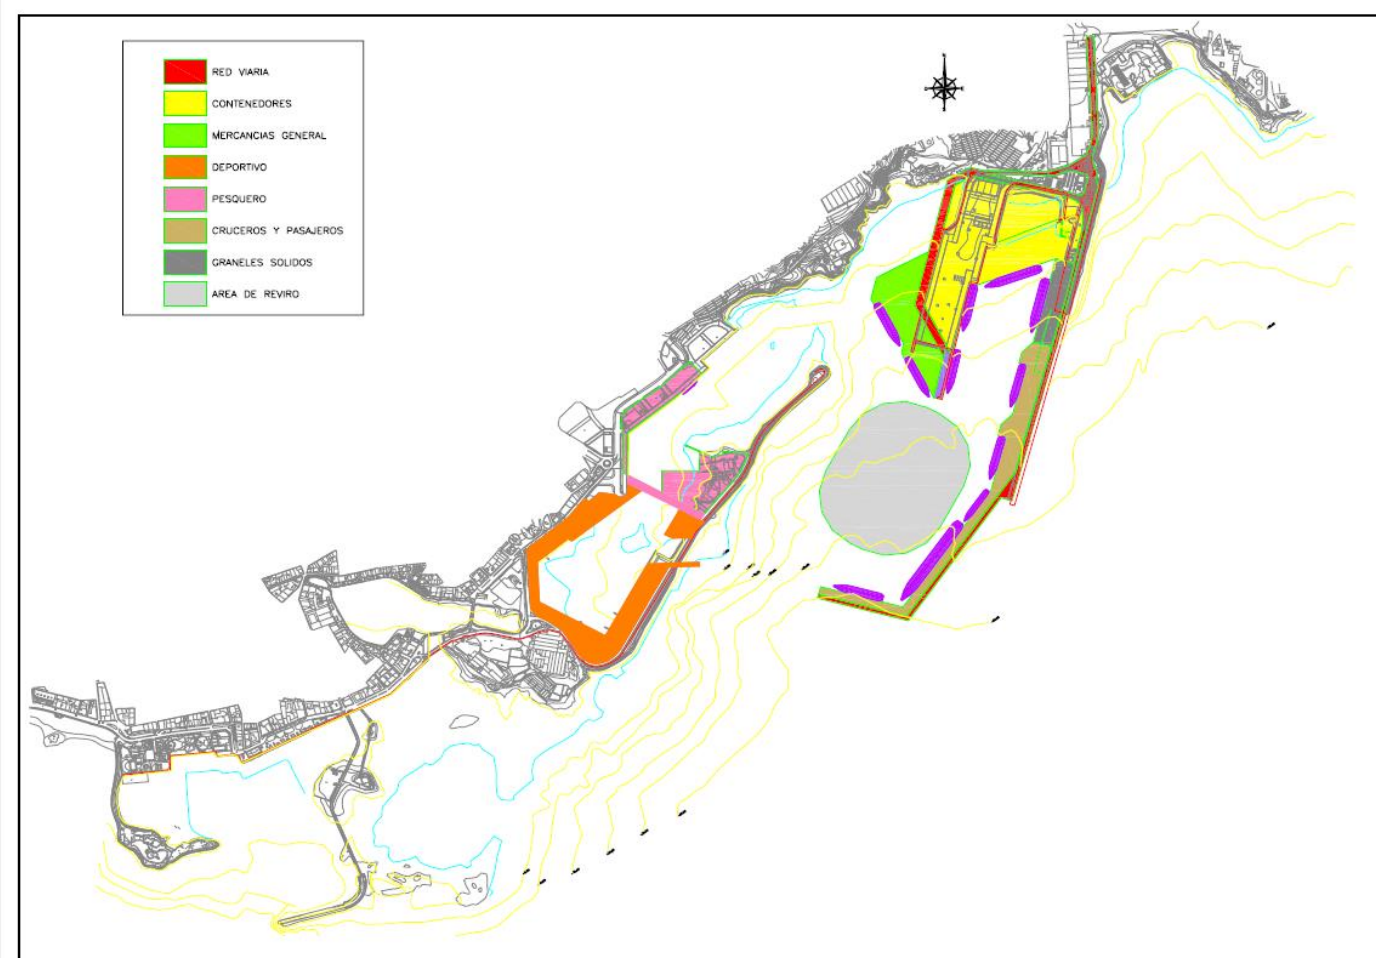 RED VIARIA
CONTENEDORES
MERCANCIAS GENERAL
DEPORTIVO
PESQUERO
CRUCEROS Y PASAJEROS
GRANELES SOLIDOS
AREA DE REVIRO